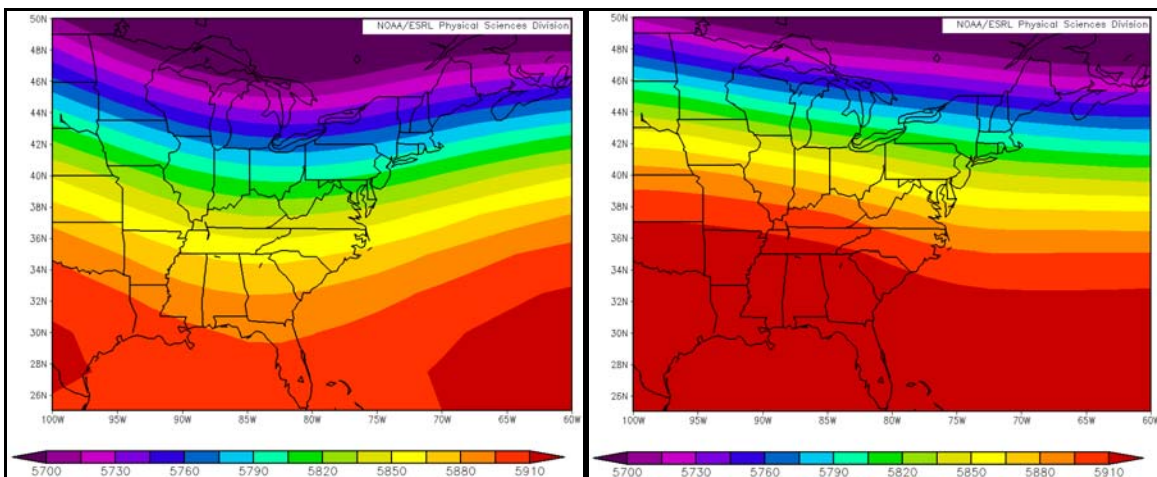 NOAA/ESRL Physical Sciences Division
50N
48N
46N
44N
42N
40N
38N
36N
34N
32N
30N
28N
26N
100W 95W 90W 85W 80W 75W 70W 65W 60W
5700 5730 5760 5790 5820 5850 5880 5910
NOAA/ESRL Physical Sciences Division
50N
48N
46N
44N
42N
40N
38N
36N
34N
32N
30N
28N
26N
100W 95W 90W 85W 80W 75W 70W 65W 60W
5700 5730 5760 5790 5820 5850 5880 5910